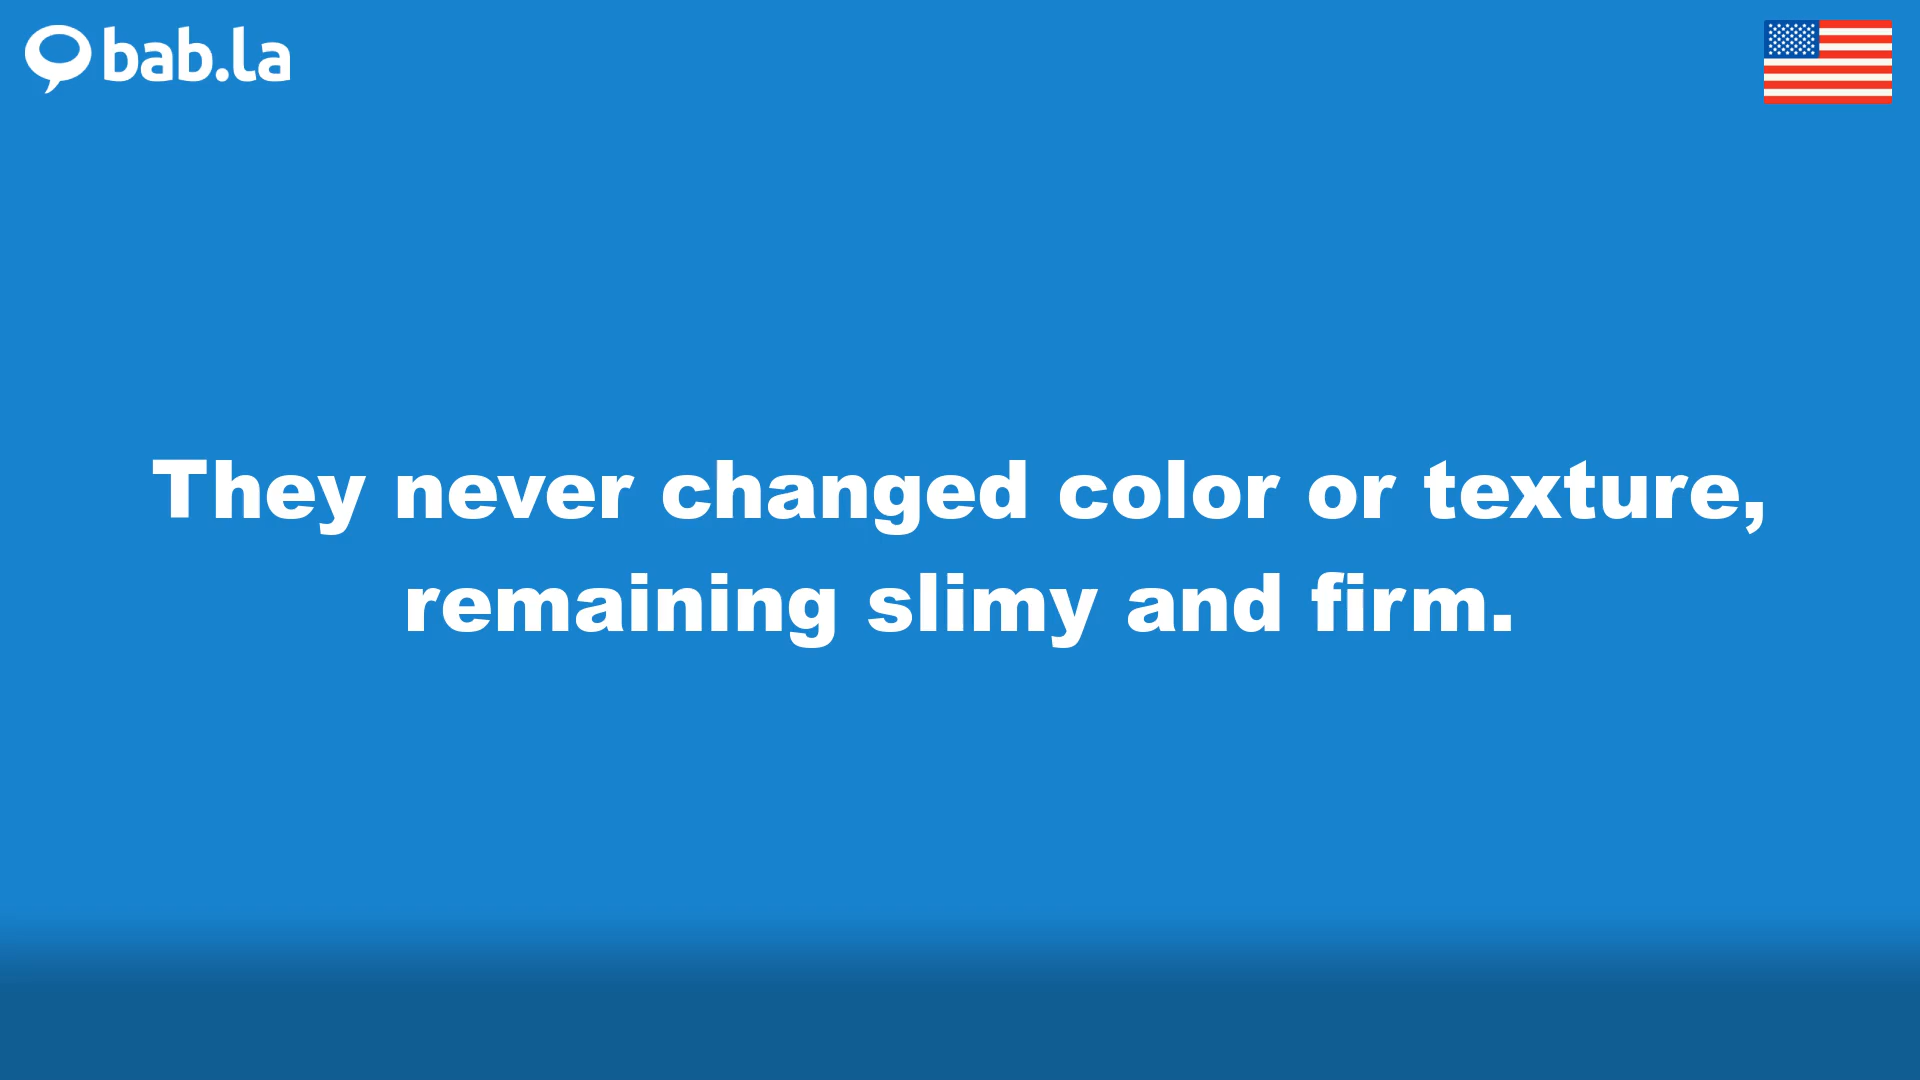 bab.la
They never changed color or texture,
remaining slimy and firm.